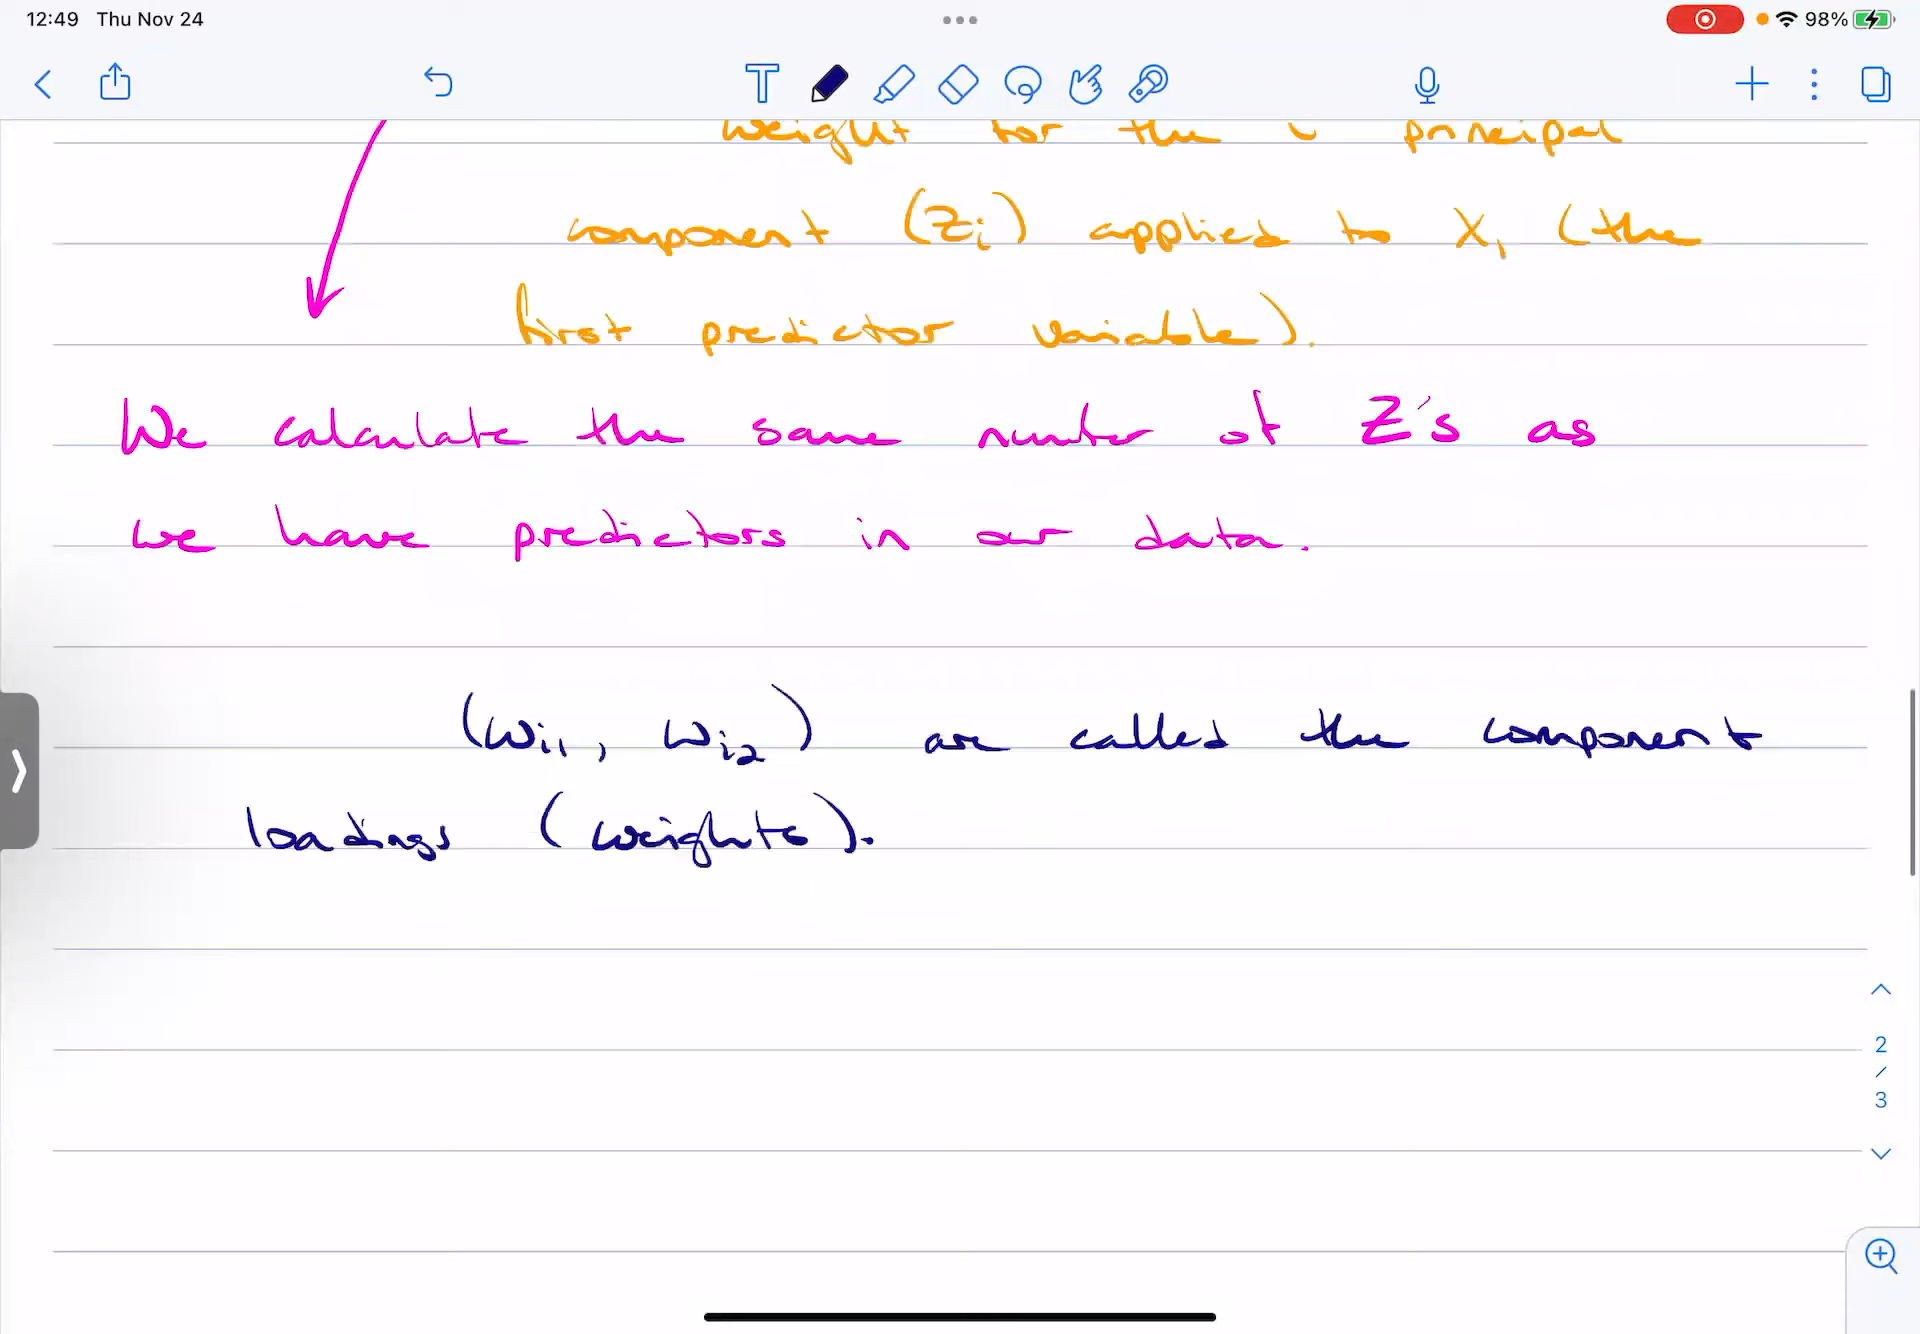 12:49 Thu Nov 24
98%
weight for the i principal
component (Zi) applied to X1 (the
first predictor variable).
We calculate the same number of Z's as
we have predictors in our data.
(wi1, wi2) are called the component
loadings (weights).
2
/
3